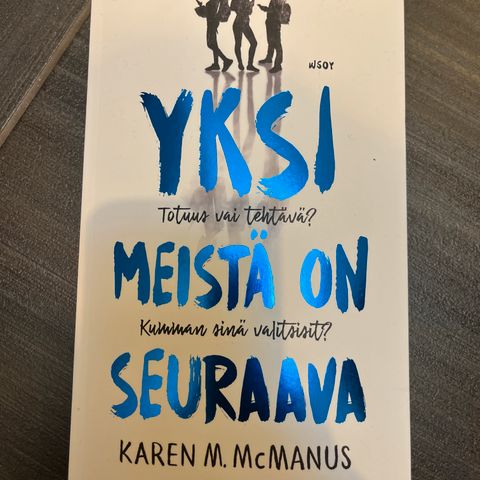 WSOY
YKSI
Totuus vai tehtävä?
MEISTÄ ON
Kumman sinä valitsisit?
SEURAAVA
KAREN M. McMANUS